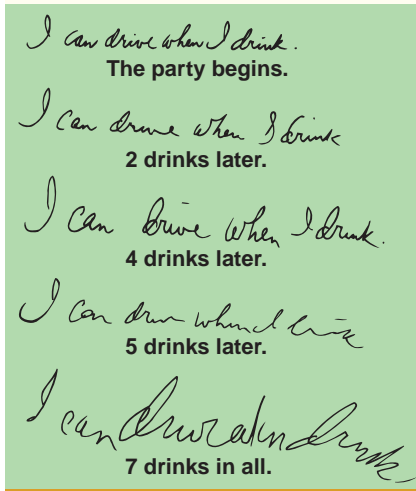 I can drive when I drink.
The party begins.
I can drive when I drink
2 drinks later.
I can drive when I drink.
4 drinks later.
I can when I
5 drinks later.
I can
7 drinks in all.